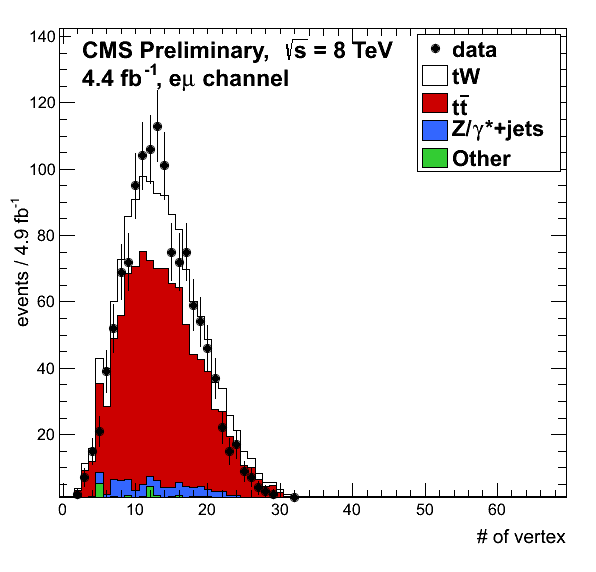 CMS Preliminary, √s = 8 TeV
4.4 fb⁻¹, eμ channel
data
tW
tt̄
Z/γ*+jets
Other
events / 4.9 fb⁻¹
140
120
100
80
60
40
20
0 10 20 30 40 50 60
# of vertex